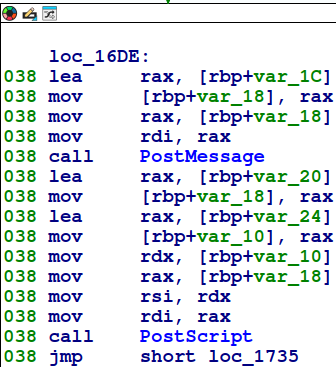 loc_16DE:
038 lea rax, [rbp+var_1C]
038 mov [rbp+var_18], rax
038 mov rax, [rbp+var_18]
038 mov rdi, rax
038 call PostMessage
038 lea rax, [rbp+var_20]
038 mov [rbp+var_18], rax
038 lea rax, [rbp+var_24]
038 mov [rbp+var_10], rax
038 mov rdx, [rbp+var_10]
038 mov rax, [rbp+var_18]
038 mov rsi, rdx
038 mov rdi, rax
038 call PostScript
038 jmp short loc_1735